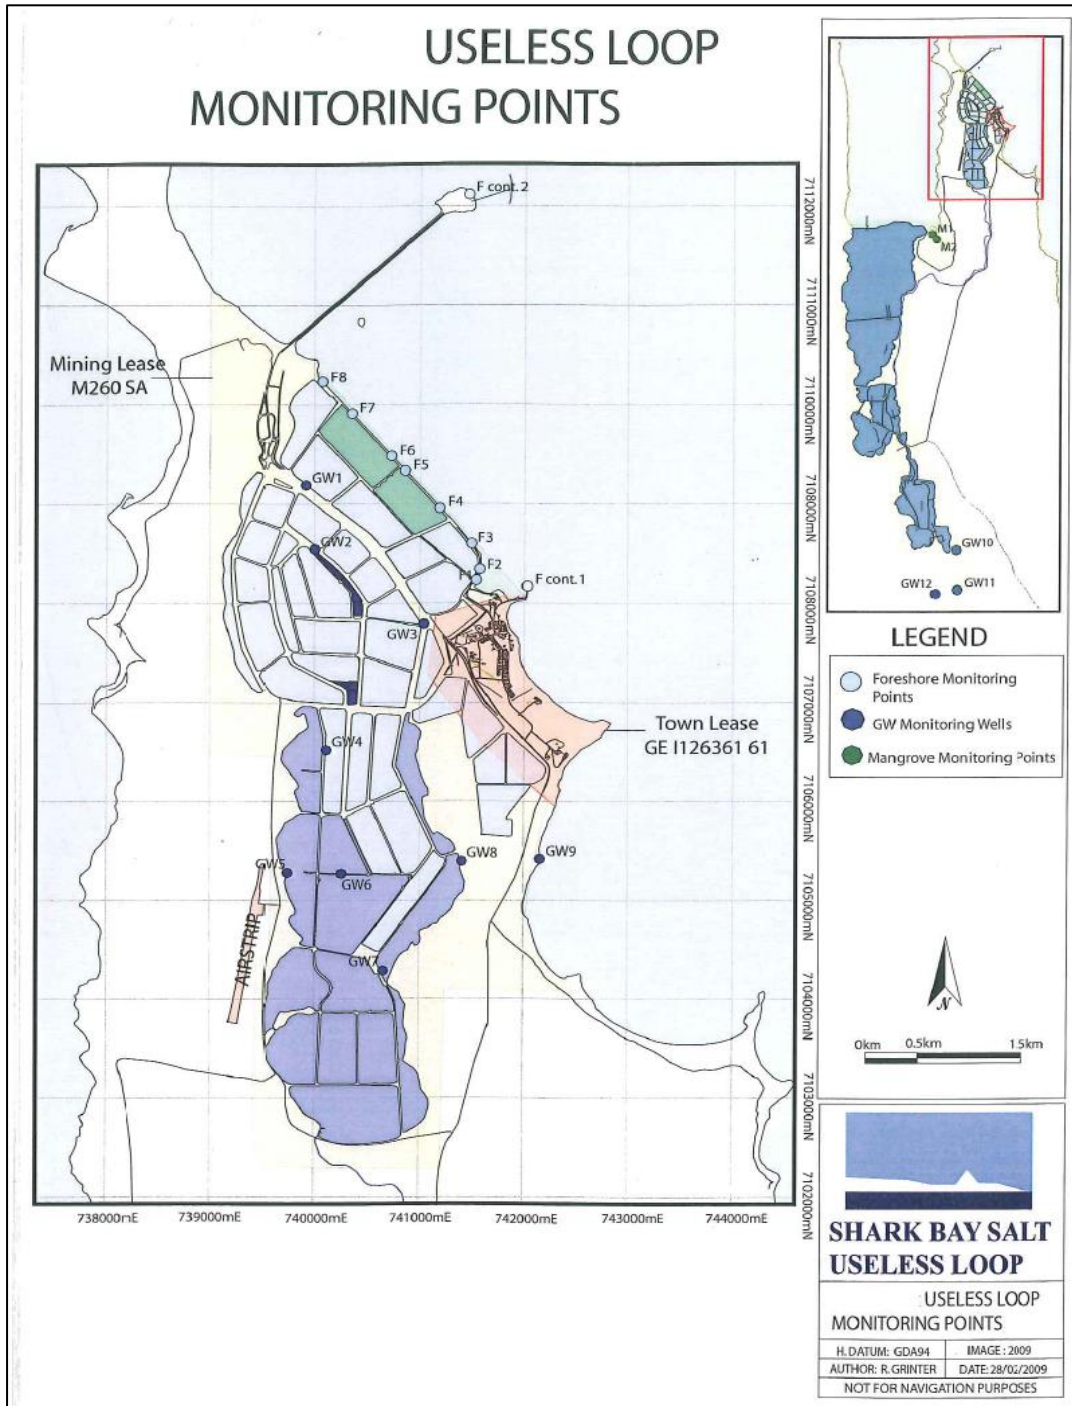 USELESS LOOP
MONITORING POINTS
F cont. 2
Mining Lease
M260 SA
F8
F7
F6
F5
F4
F3
F2
F1
F cont. 1
GW1
GW2
GW3
Town Lease
GE I126361 61
GW4
GW5
GW6
GW8
GW9
GW7
AIRSTRIP
7112000mN
7111000mN
7110000mN
7108000mN
7108000mN
7107000mN
7106000mN
7105000mN
7104000mN
7103000mN
7102000mN
738000mE
739000mE
740000mE
741000mE
742000mE
743000mE
744000mE
M1
M2
GW10
GW11
GW12
LEGEND
Foreshore Monitoring
Points
GW Monitoring Wells
Mangrove Monitoring Points
N
0km
0.5km
1.5km
SHARK BAY SALT
USELESS LOOP
USELESS LOOP
MONITORING POINTS
H. DATUM: GDA94
IMAGE : 2009
AUTHOR: R. GRINTER
DATE: 28/02/2009
NOT FOR NAVIGATION PURPOSES